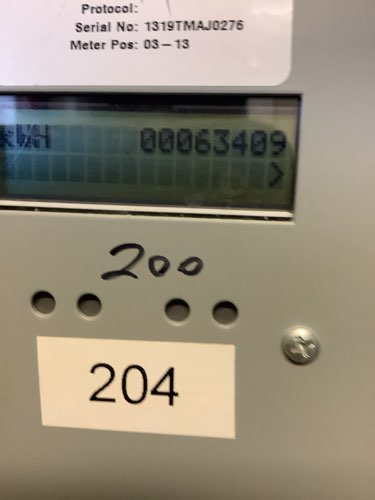 Protocol:
Serial No: 1319TMAJ0276
Meter Pos: 03-13
kWH 00063409
>
200
204